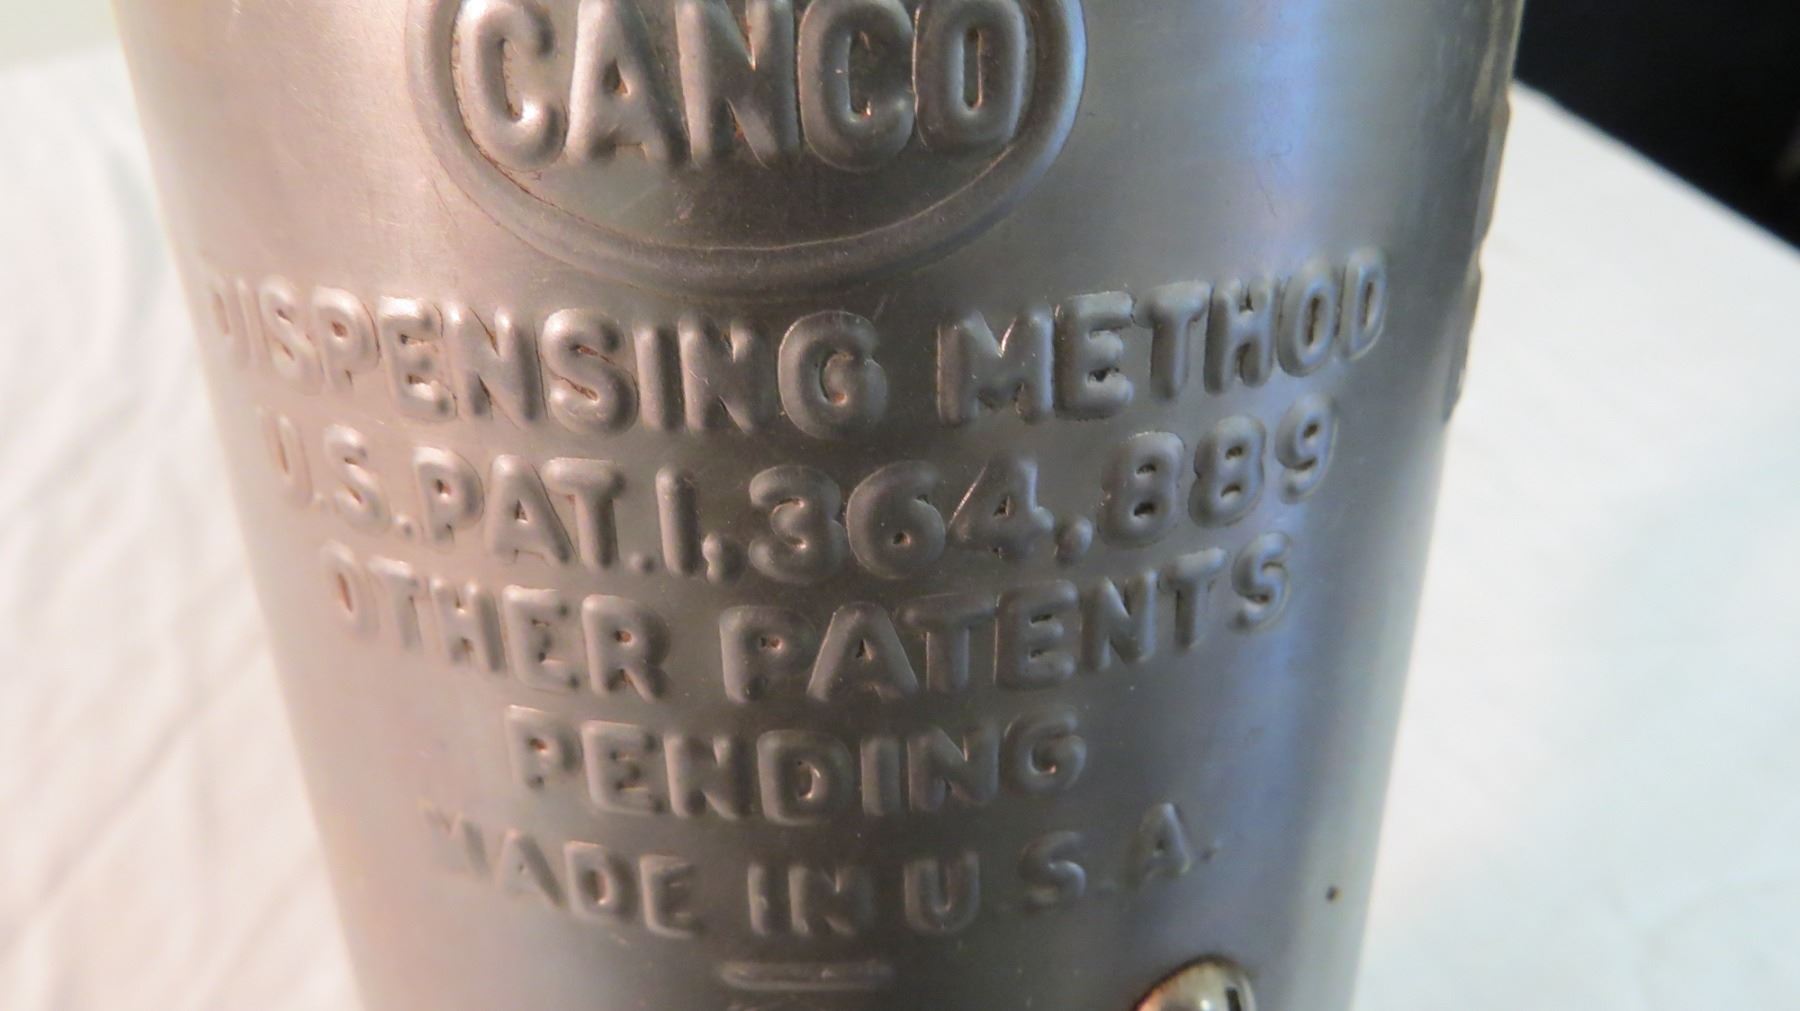 CANCO
DISPENSING METHOD
U.S.PAT.1,364,889
OTHER PATENTS
PENDING
MADE IN U.S.A.